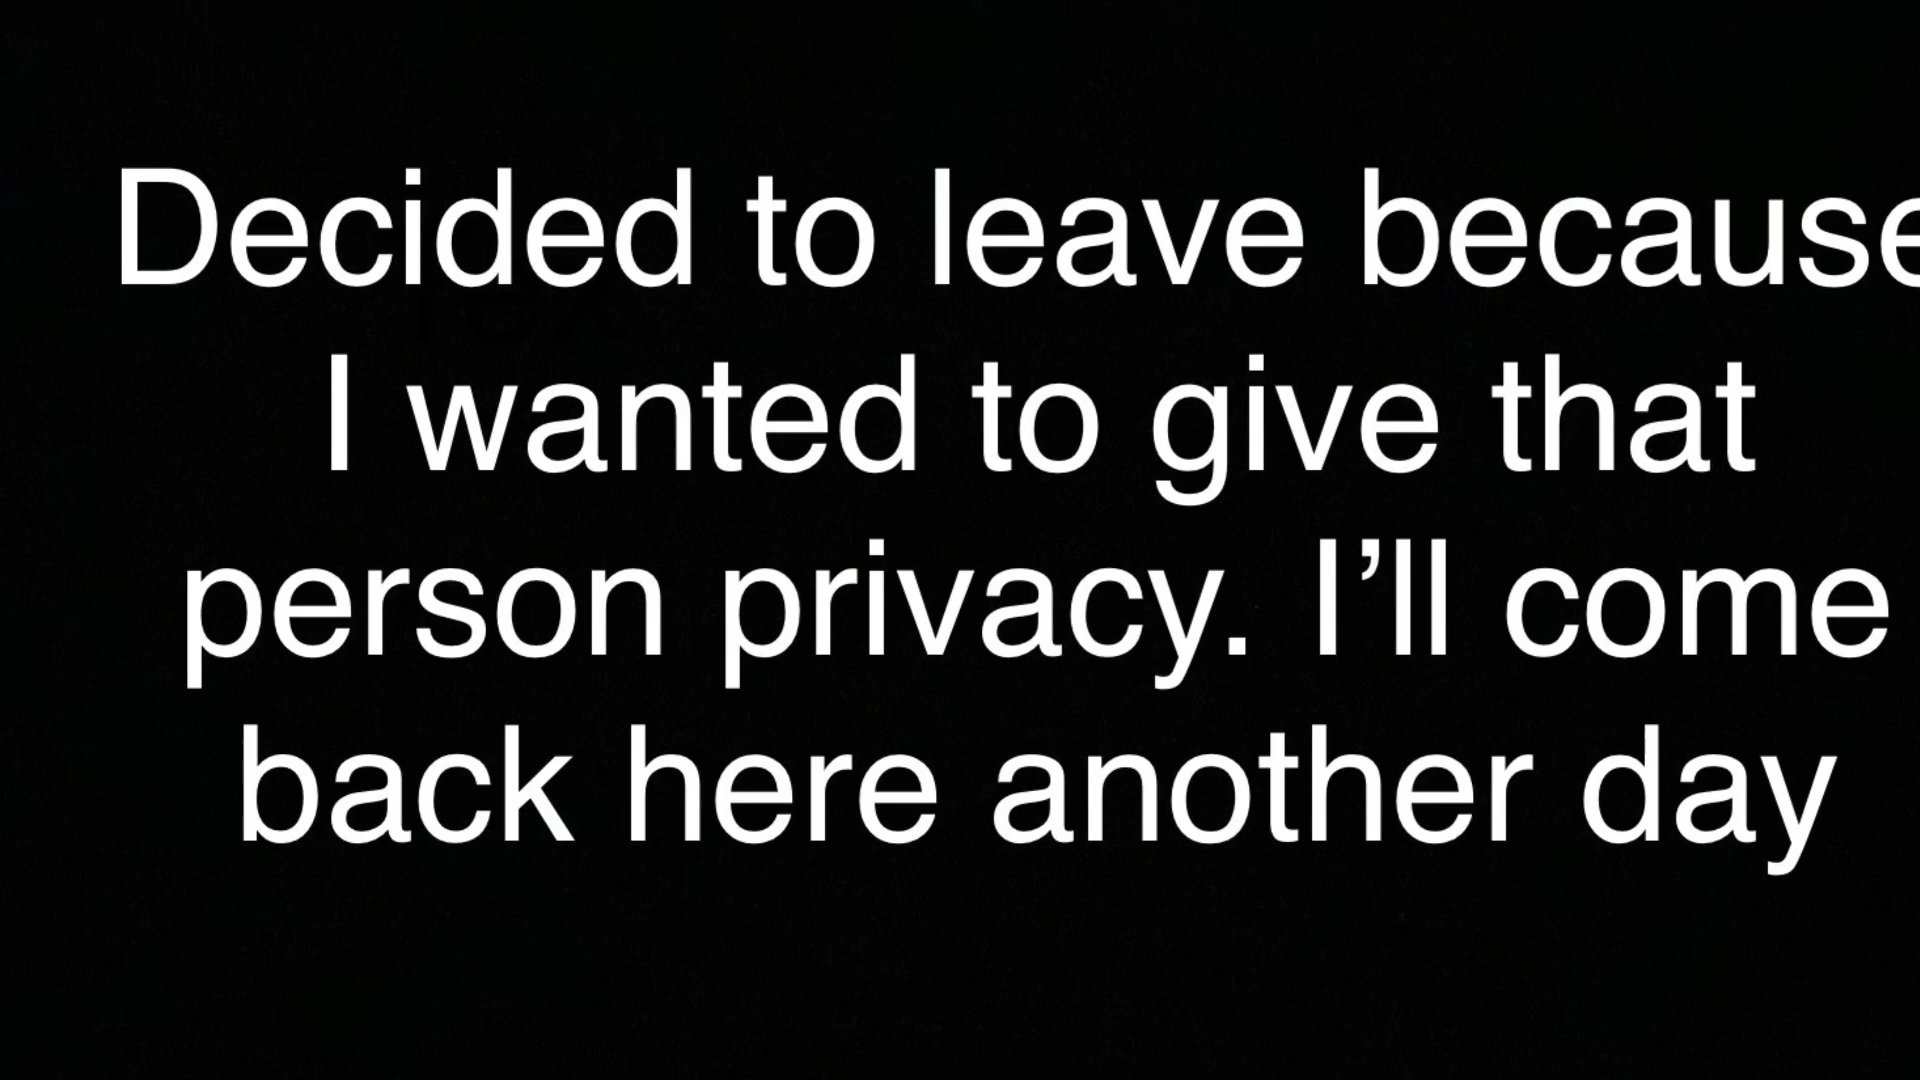 Decided to leave because
I wanted to give that
person privacy. I’ll come
back here another day